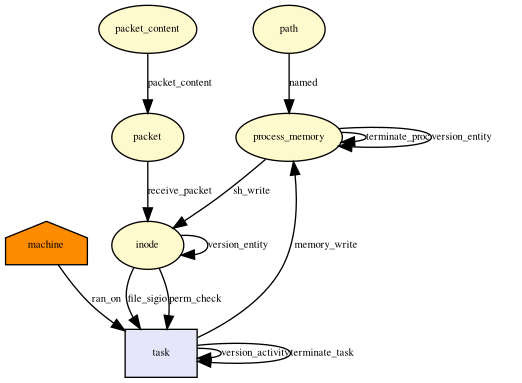 packet_content
path
packet_content
named
packet
process_memory
terminate_proc
version_entity
receive_packet
sh_write
machine
inode
version_entity
memory_write
ran_on
file_sigio
perm_check
task
version_activity
terminate_task